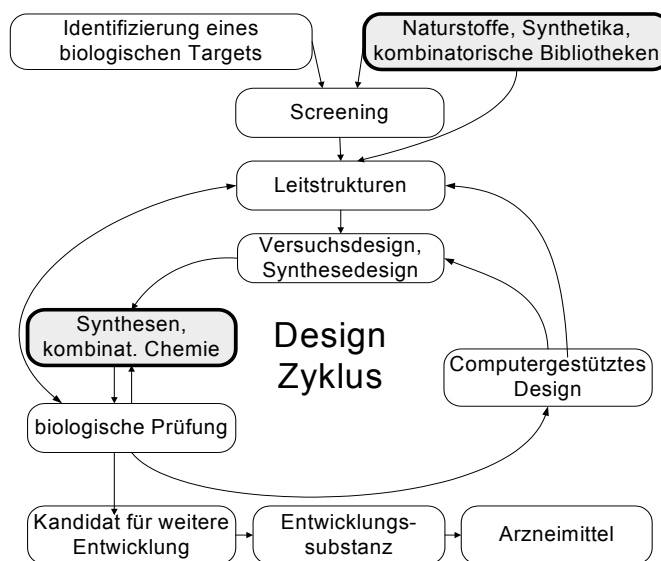 Identifizierung eines
biologischen Targets
Naturstoffe, Synthetika,
kombinatorische Bibliotheken
Screening
Leitstrukturen
Versuchsdesign,
Synthesedesign
Synthesen,
kombinat. Chemie
Design
Zyklus
Computergestütztes
Design
biologische Prüfung
Kandidat für weitere
Entwicklung
Entwicklungs-
substanz
Arzneimittel